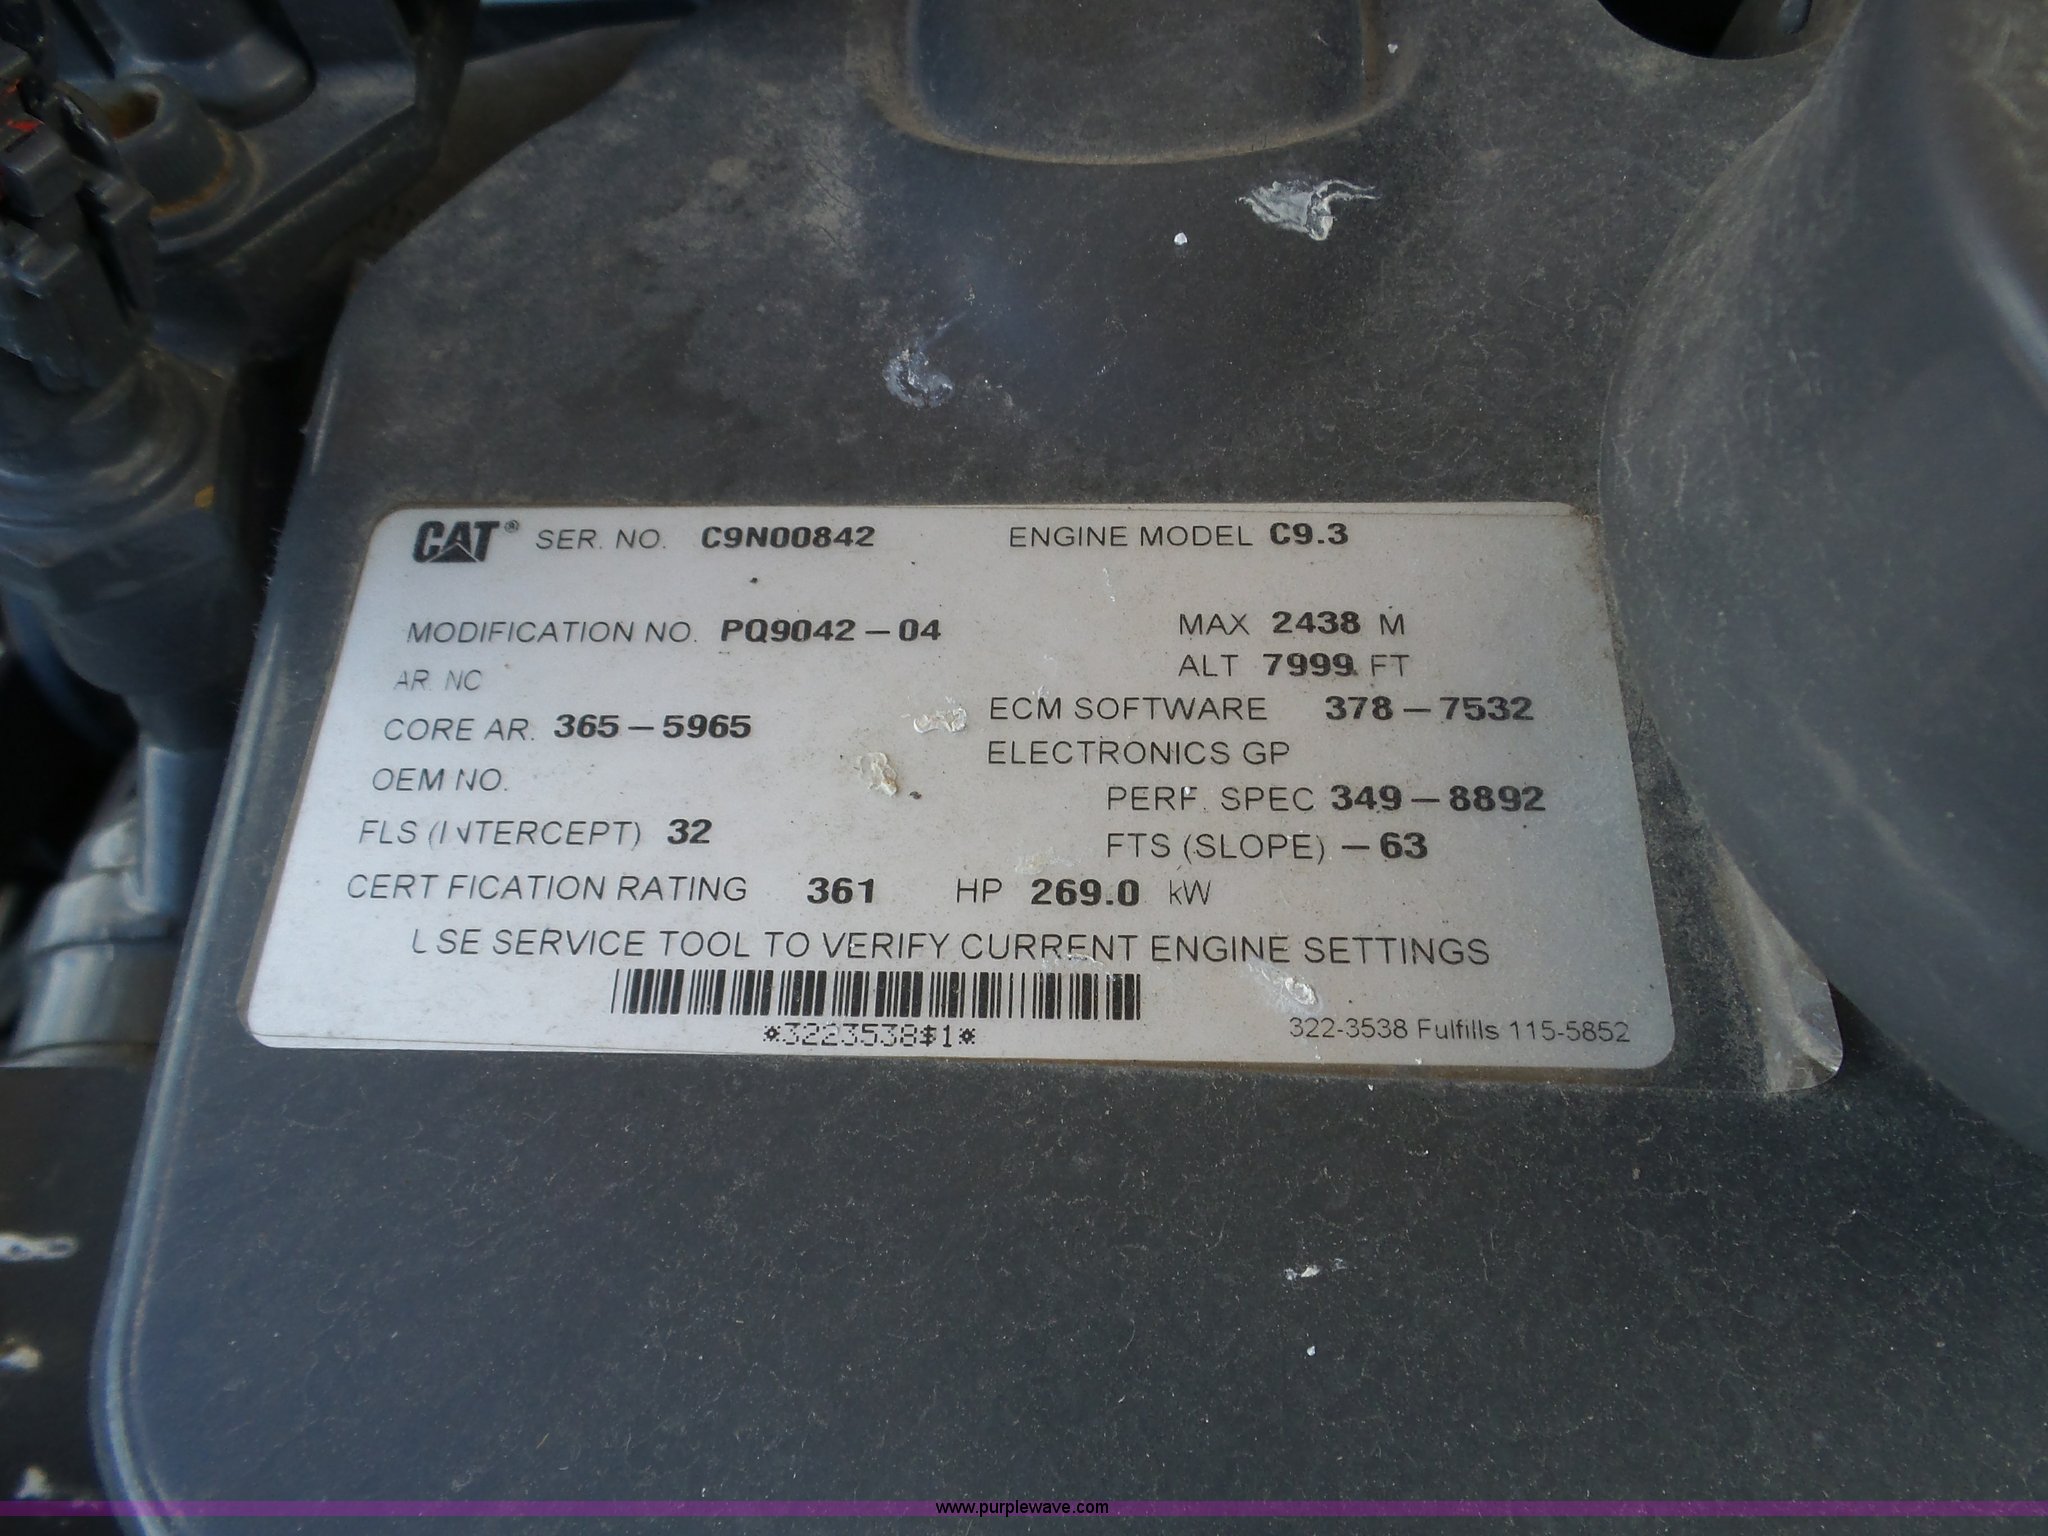 CAT® SER. NO. C9N00842 ENGINE MODEL C9.3
MODIFICATION NO. PQ9042-04 MAX 2438 M
ALT 7999 FT
AR. NC
CORE AR. 365-5965 ECM SOFTWARE 378-7532
ELECTRONICS GP
OEM NO. PERF. SPEC 349-8892
FLS (INTERCEPT) 32 FTS (SLOPE) -63
CERT FICATION RATING 361 HP 269.0 kW
USE SERVICE TOOL TO VERIFY CURRENT ENGINE SETTINGS
*3223538$1*
322-3538 Fulfills 115-5852
www.purplewave.com